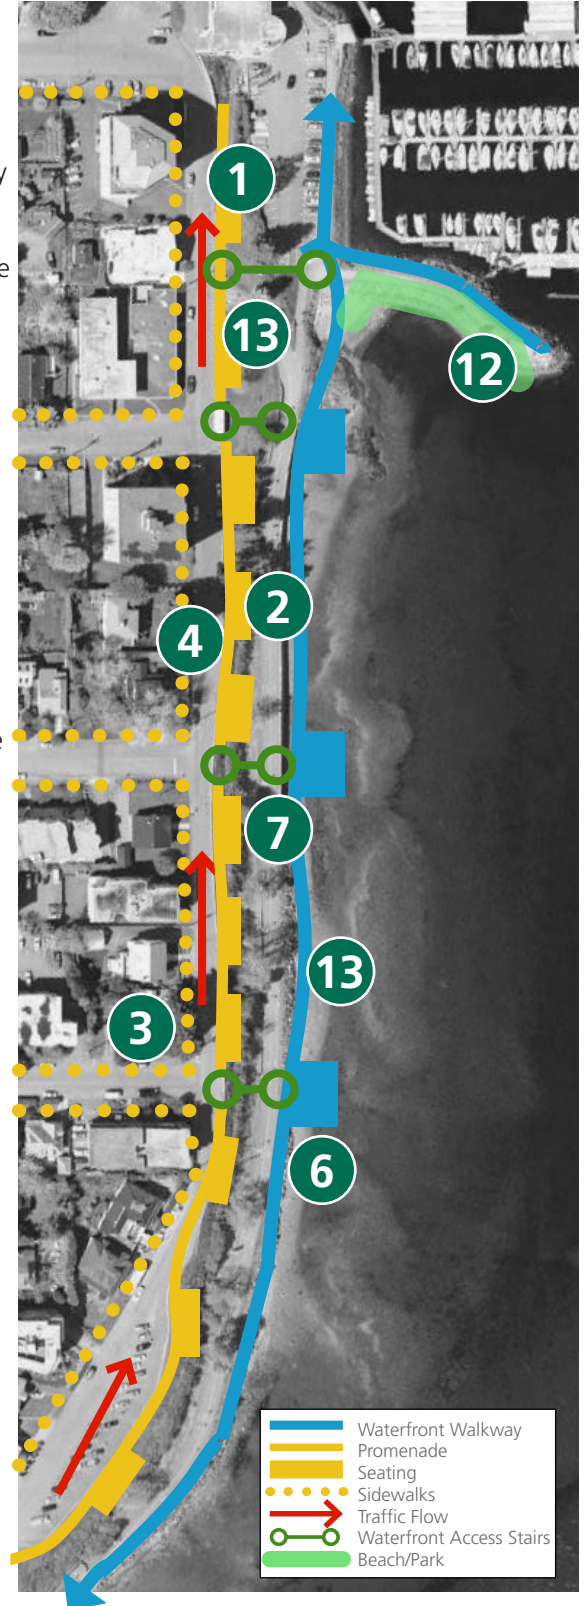 y
1
e
13
12
2
4
e
7
13
3
6
Waterfront Walkway
Promenade
Seating
Sidewalks
Traffic Flow
Waterfront Access Stairs
Beach/Park